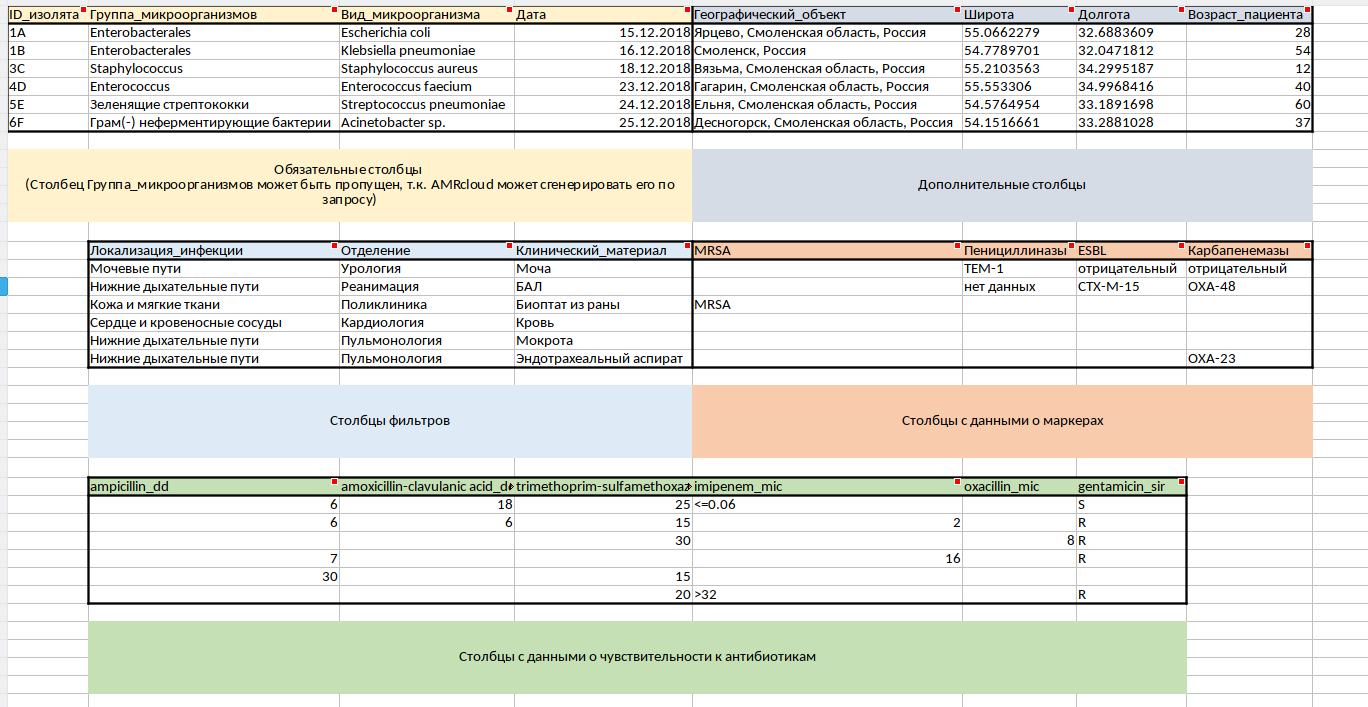 ID_изолята Группа_микроорганизмов Вид_микроорганизма Дата Географический_объект Широта Долгота Возраст_пациента
1A Enterobacterales Escherichia coli 15.12.2018 Ярцево, Смоленская область, Россия 55.0662279 32.6883609 28
1B Enterobacterales Klebsiella pneumoniae 16.12.2018 Смоленск, Россия 54.7789701 32.0471812 54
3C Staphylococcus Staphylococcus aureus 18.12.2018 Вязьма, Смоленская область, Россия 55.2103563 34.2995187 12
4D Enterococcus Enterococcus faecium 23.12.2018 Гагарин, Смоленская область, Россия 55.553306 34.9968416 40
5E Зеленящие стрептококки Streptococcus pneumoniae 24.12.2018 Ельня, Смоленская область, Россия 54.5764954 33.1891698 60
6F Грам(-) неферментирующие бактерии Acinetobacter sp. 25.12.2018 Десногорск, Смоленская область, Россия 54.1516661 33.2881028 37
Обязательные столбцы
(Столбец Группа_микроорганизмов может быть пропущен, т.к. AMRcloud может сгенерировать его по
запросу)
Дополнительные столбцы
Локализация_инфекции Отделение Клинический_материал MRSA Пенициллиназы ESBL Карбапенемазы
Мочевые пути Урология Моча TEM-1 отрицательный отрицательный
Нижние дыхательные пути Реанимация БАЛ нет данных CTX-M-15 OXA-48
Кожа и мягкие ткани Поликлиника Биоптат из раны MRSA
Сердце и кровеносные сосуды Кардиология Кровь
Нижние дыхательные пути Пульмонология Мокрота
Нижние дыхательные пути Пульмонология Эндотрахеальный аспират OXA-23
Столбцы фильтров
Столбцы с данными о маркерах
ampicillin_dd amoxicillin-clavulanic acid_d trimethoprim-sulfamethoxaz imipenem_mic oxacillin_mic gentamicin_sir
6 18 25 <=0.06 S
6 6 15 2 R
30 8 R
7 16 R
30 15
20 >32 R
Столбцы с данными о чувствительности к антибиотикам